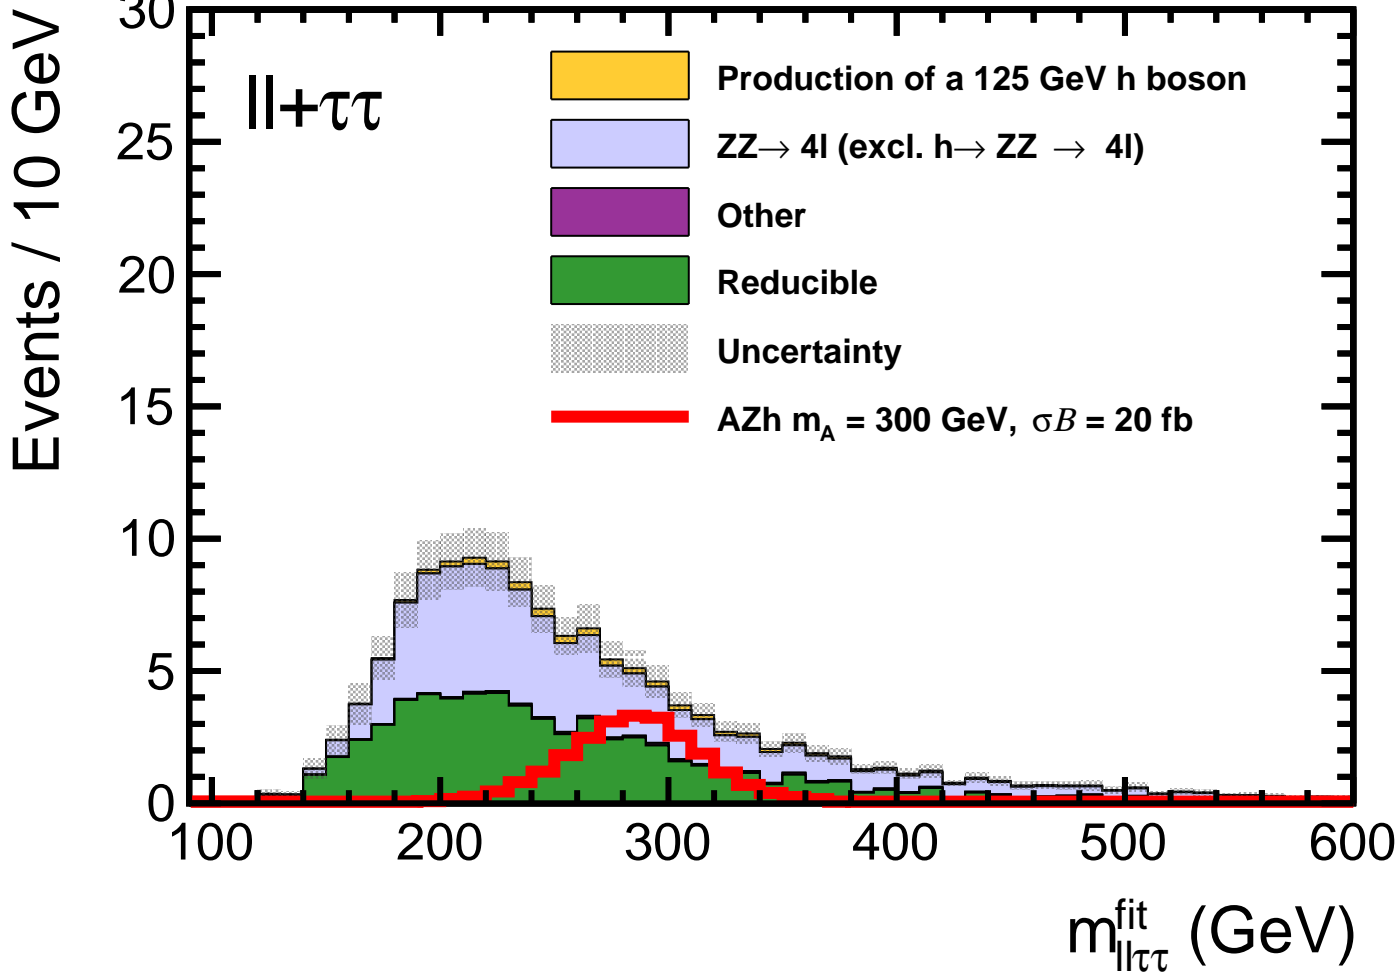 Events / 10 GeV
30
25
20
15
10
5
0
ll+ττ
Production of a 125 GeV h boson
ZZ→ 4l (excl. h→ ZZ → 4l)
Other
Reducible
Uncertainty
AZh m_A = 300 GeV, σB = 20 fb
100 200 300 400 500 600
m^fit_llττ (GeV)